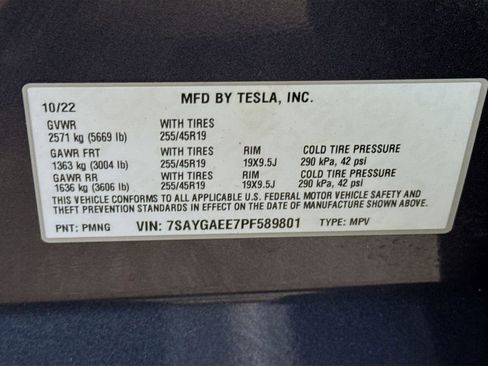 MFD BY TESLA, INC.
10/22
GVWR WITH TIRES
2571 kg (5669 lb) 255/45R19
GAWR FRT WITH TIRES RIM COLD TIRE PRESSURE
1363 kg (3004 lb) 255/45R19 19X9.5J 290 kPa, 42 psi
GAWR RR WITH TIRES RIM COLD TIRE PRESSURE
1636 kg (3606 lb) 255/45R19 19X9.5J 290 kPa, 42 psi
THIS VEHICLE CONFORMS TO ALL APPLICABLE U.S. FEDERAL MOTOR VEHICLE SAFETY AND
THEFT PREVENTION STANDARDS IN EFFECT ON THE DATE OF MANUFACTURE SHOWN ABOVE.
PNT: PMNG VIN: 7SAYGAEE7PF589801 TYPE: MPV